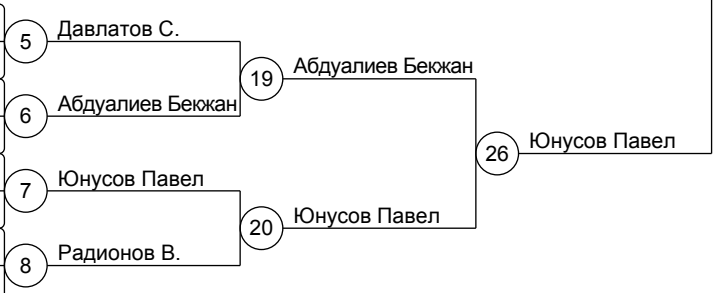 5 Давлатов С.
19 Абдуалиев Бекжан
6 Абдуалиев Бекжан
26 Юнусов Павел
7 Юнусов Павел
20 Юнусов Павел
8 Радионов В.